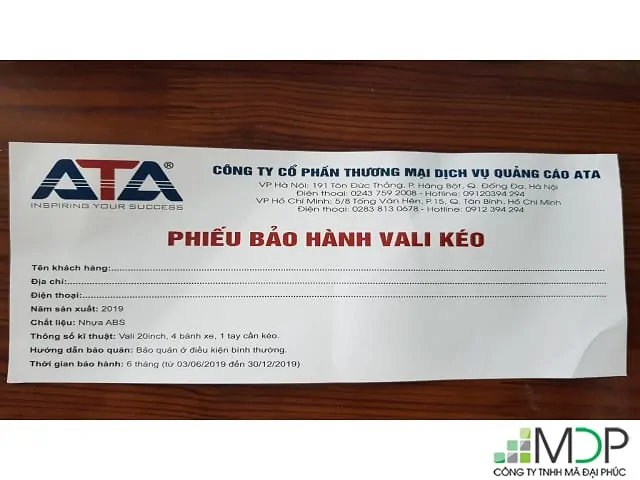 ATA®
INSPIRING YOUR SUCCESS
CÔNG TY CỔ PHẦN THƯƠNG MẠI DỊCH VỤ QUẢNG CÁO ATA
VP Hà Nội: 191 Tôn Đức Thắng, P. Hàng Bột, Q. Đống Đa, Hà Nội
Điện thoại: 0243 759 2008 - Hotline: 09120394 294
VP Hồ Chí Minh: 5/8 Tống Văn Hên, P.15, Q. Tân Bình, Hồ Chí Minh
Điện thoại: 0283 813 0678 - Hotline: 0912 394 294
PHIẾU BẢO HÀNH VALI KÉO
Tên khách hàng:
Địa chỉ:
Điện thoại:
Năm sản xuất: 2019
Chất liệu: Nhựa ABS
Thông số kĩ thuật: Vali 20inch, 4 bánh xe, 1 tay cần kéo.
Hướng dẫn bảo quản: Bảo quản ở điều kiện bình thường.
Thời gian bảo hành: 6 tháng (từ 03/06/2019 đến 30/12/2019)
MDP
CÔNG TY TNHH MÃ ĐẠI PHÚC